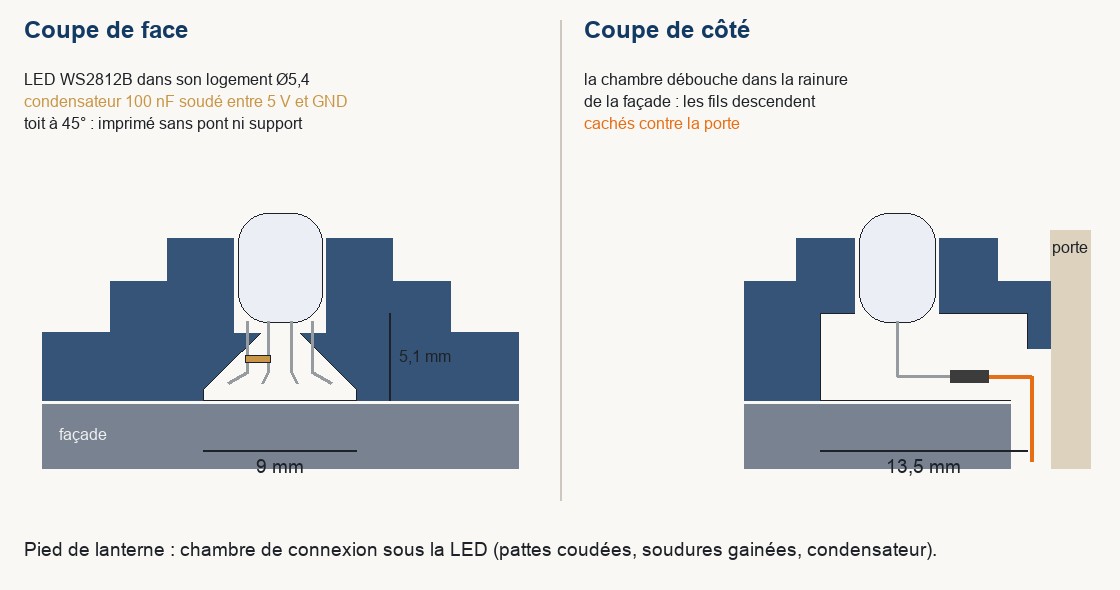 Coupe de face
LED WS2812B dans son logement Ø5,4
condensateur 100 nF soudé entre 5 V et GND
toit à 45° : imprimé sans pont ni support
5,1 mm
façade
9 mm
Coupe de côté
la chambre débouche dans la rainure
de la façade : les fils descendent
cachés contre la porte
porte
13,5 mm
Pied de lanterne : chambre de connexion sous la LED (pattes coudées, soudures gainées, condensateur).